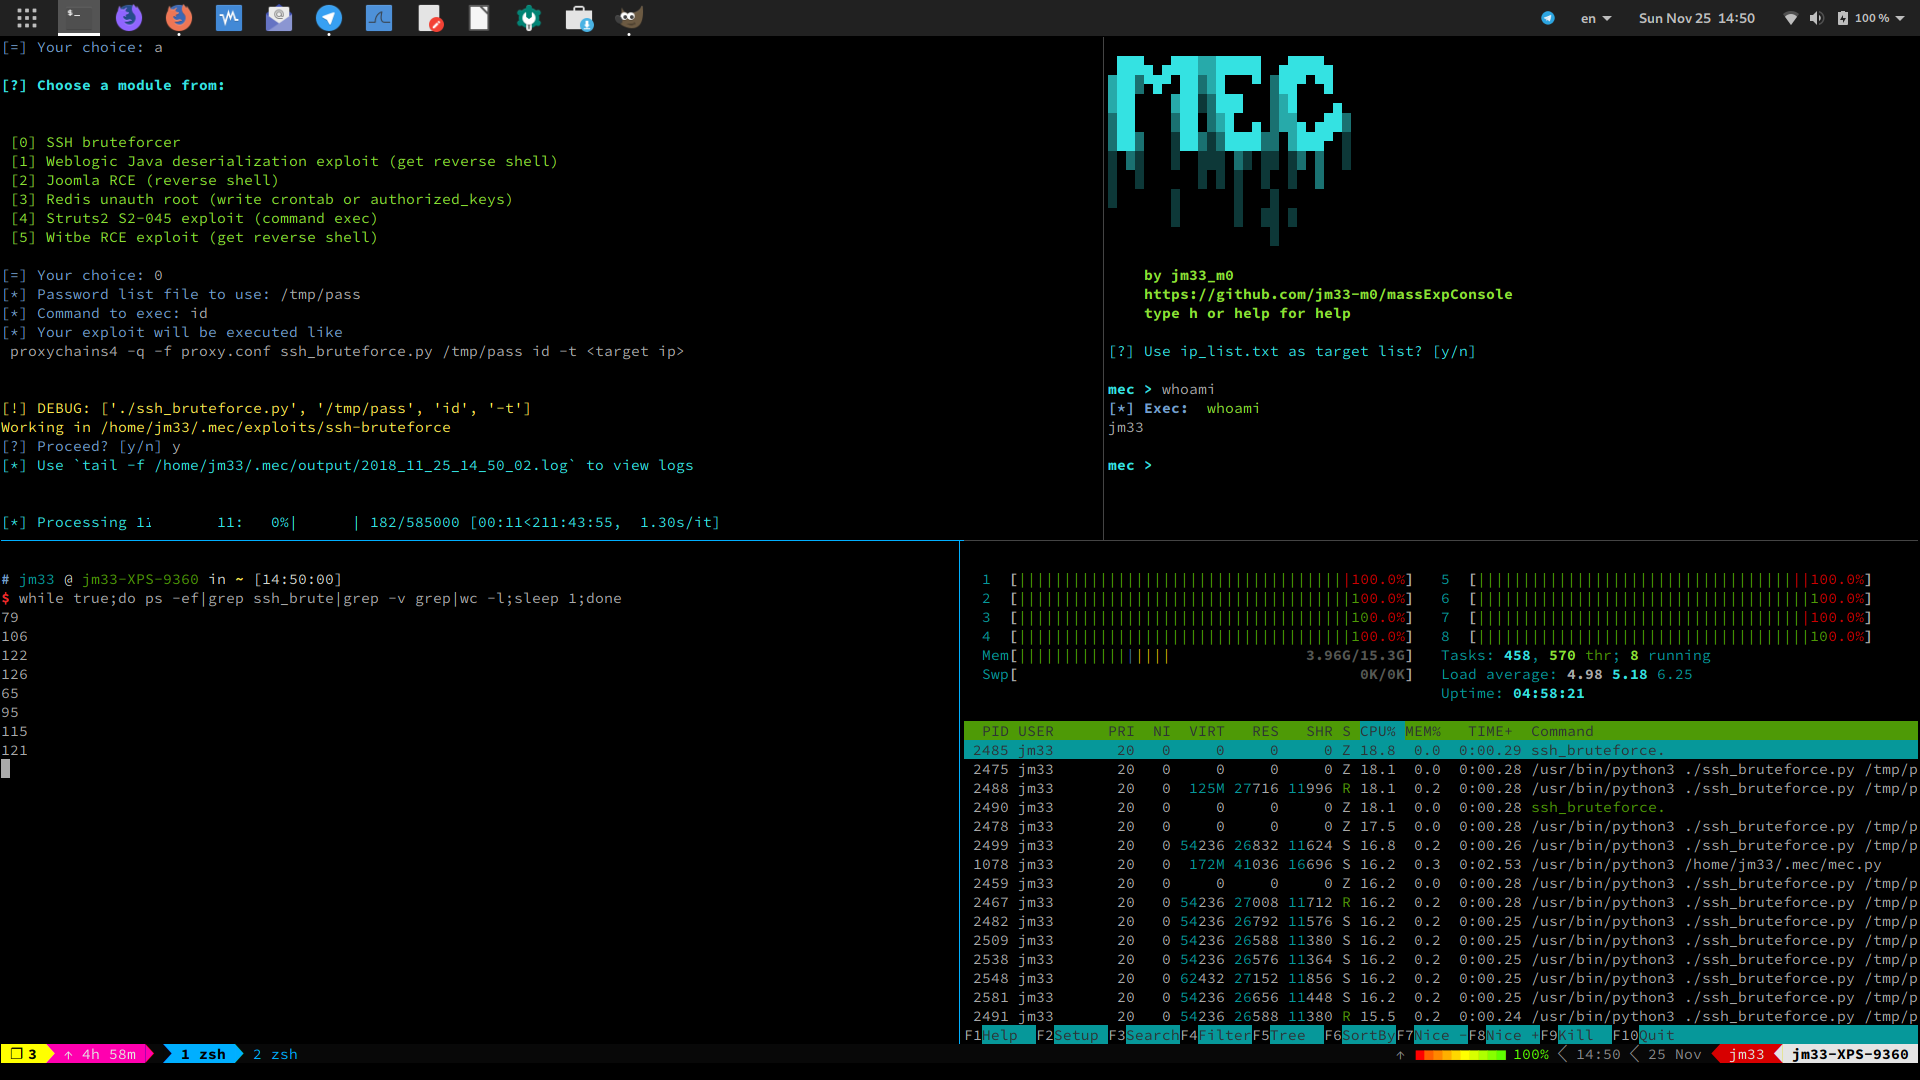 en
Sun Nov 25 14:50
100 %
[=] Your choice: a
[?] Choose a module from:
[0] SSH bruteforcer
[1] Weblogic Java deserialization exploit (get reverse shell)
[2] Joomla RCE (reverse shell)
[3] Redis unauth root (write crontab or authorized_keys)
[4] Struts2 S2-045 exploit (command exec)
[5] Witbe RCE exploit (get reverse shell)
[=] Your choice: 0
[*] Password list file to use: /tmp/pass
[*] Command to exec: id
[*] Your exploit will be executed like
proxychains4 -q -f proxy.conf ssh_bruteforce.py /tmp/pass id -t <target ip>
[!] DEBUG: ['./ssh_bruteforce.py', '/tmp/pass', 'id', '-t']
Working in /home/jm33/.mec/exploits/ssh-bruteforce
[?] Proceed? [y/n] y
[*] Use `tail -f /home/jm33/.mec/output/2018_11_25_14_50_02.log` to view logs
[*] Processing 11 11: 0%| | 182/585000 [00:11<211:43:55, 1.30s/it]
MEC
by jm33_m0
https://github.com/jm33-m0/massExpConsole
type h or help for help
[?] Use ip_list.txt as target list? [y/n]
mec > whoami
[*] Exec: whoami
jm33
mec >
# jm33 @ jm33-XPS-9360 in ~ [14:50:00]
$ while true;do ps -ef|grep ssh_brute|grep -v grep|wc -l;sleep 1;done
79
106
122
126
65
95
115
121
1 [||||||||||||||||||||||||||||||||||||||100.0%] 5 [||||||||||||||||||||||||||||||||||||||100.0%]
2 [||||||||||||||||||||||||||||||||||||||100.0%] 6 [||||||||||||||||||||||||||||||||||||||100.0%]
3 [||||||||||||||||||||||||||||||||||||||100.0%] 7 [||||||||||||||||||||||||||||||||||||||100.0%]
4 [||||||||||||||||||||||||||||||||||||||100.0%] 8 [||||||||||||||||||||||||||||||||||||||100.0%]
Mem[||||||||||||||||| 3.96G/15.3G] Tasks: 458, 570 thr; 8 running
Swp[ 0K/0K] Load average: 4.98 5.18 6.25
Uptime: 04:58:21
PID USER PRI NI VIRT RES SHR S CPU% MEM% TIME+ Command
2485 jm33 20 0 0 0 0 Z 18.8 0.0 0:00.29 ssh_bruteforce.
2475 jm33 20 0 0 0 0 Z 18.1 0.0 0:00.28 /usr/bin/python3 ./ssh_bruteforce.py /tmp/p
2488 jm33 20 0 125M 27716 11996 R 18.1 0.2 0:00.28 /usr/bin/python3 ./ssh_bruteforce.py /tmp/p
2490 jm33 20 0 0 0 0 Z 18.1 0.0 0:00.28 ssh_bruteforce.
2478 jm33 20 0 0 0 0 Z 17.5 0.0 0:00.28 /usr/bin/python3 ./ssh_bruteforce.py /tmp/p
2499 jm33 20 0 54236 26832 11624 S 16.8 0.2 0:00.26 /usr/bin/python3 ./ssh_bruteforce.py /tmp/p
1078 jm33 20 0 172M 41036 16696 S 16.2 0.3 0:02.53 /usr/bin/python3 /home/jm33/.mec/mec.py
2459 jm33 20 0 0 0 0 Z 16.2 0.0 0:00.28 /usr/bin/python3 ./ssh_bruteforce.py /tmp/p
2467 jm33 20 0 54236 27008 11712 R 16.2 0.2 0:00.28 /usr/bin/python3 ./ssh_bruteforce.py /tmp/p
2482 jm33 20 0 54236 26792 11576 S 16.2 0.2 0:00.25 /usr/bin/python3 ./ssh_bruteforce.py /tmp/p
2509 jm33 20 0 54236 26588 11380 S 16.2 0.2 0:00.25 /usr/bin/python3 ./ssh_bruteforce.py /tmp/p
2538 jm33 20 0 54236 26576 11364 S 16.2 0.2 0:00.25 /usr/bin/python3 ./ssh_bruteforce.py /tmp/p
2548 jm33 20 0 62432 27152 11856 S 16.2 0.2 0:00.25 /usr/bin/python3 ./ssh_bruteforce.py /tmp/p
2581 jm33 20 0 54236 26656 11448 S 16.2 0.2 0:00.25 /usr/bin/python3 ./ssh_bruteforce.py /tmp/p
2491 jm33 20 0 54236 26588 11380 R 15.5 0.2 0:00.24 /usr/bin/python3 ./ssh_bruteforce.py /tmp/p
F1Help F2Setup F3SearchF4FilterF5Tree F6SortByF7Nice -F8Nice +F9Kill F10Quit
❐ 3 ↑ 4h 58m 1 zsh 2 zsh ↑ 100% 14:50 25 Nov jm33 jm33-XPS-9360